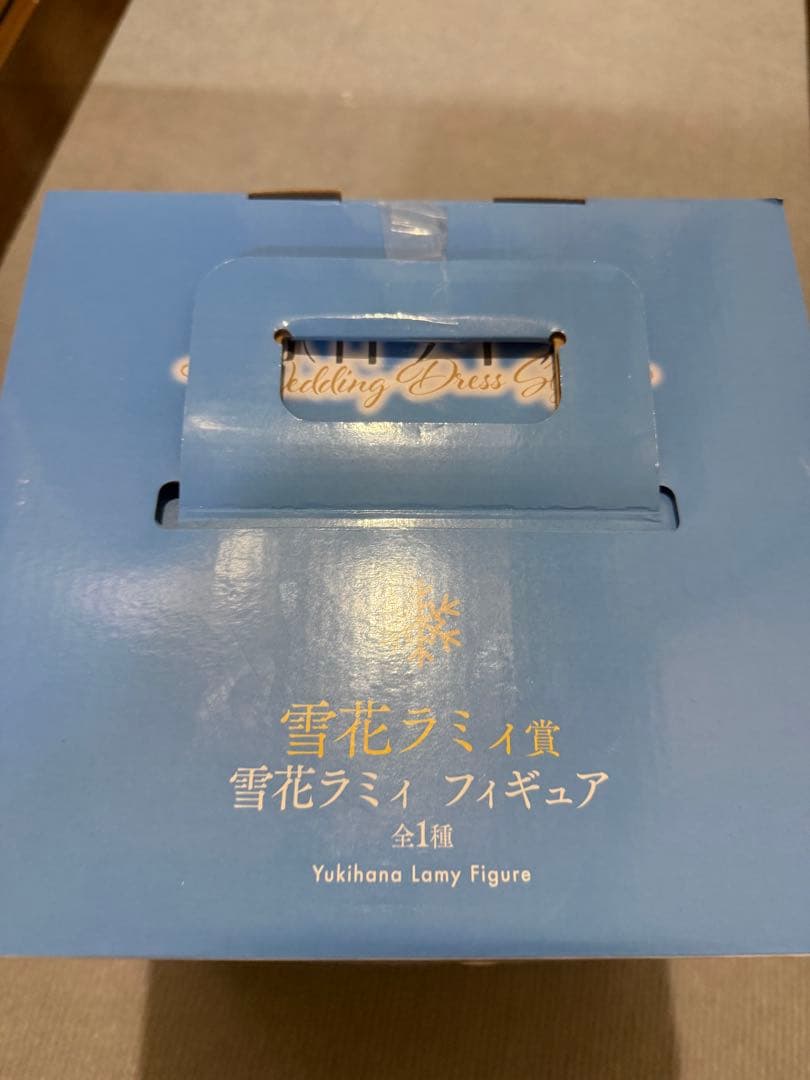 Wedding Dress
雪花ラミィ賞
雪花ラミィ フィギュア
全1種
Yukihana Lamy Figure